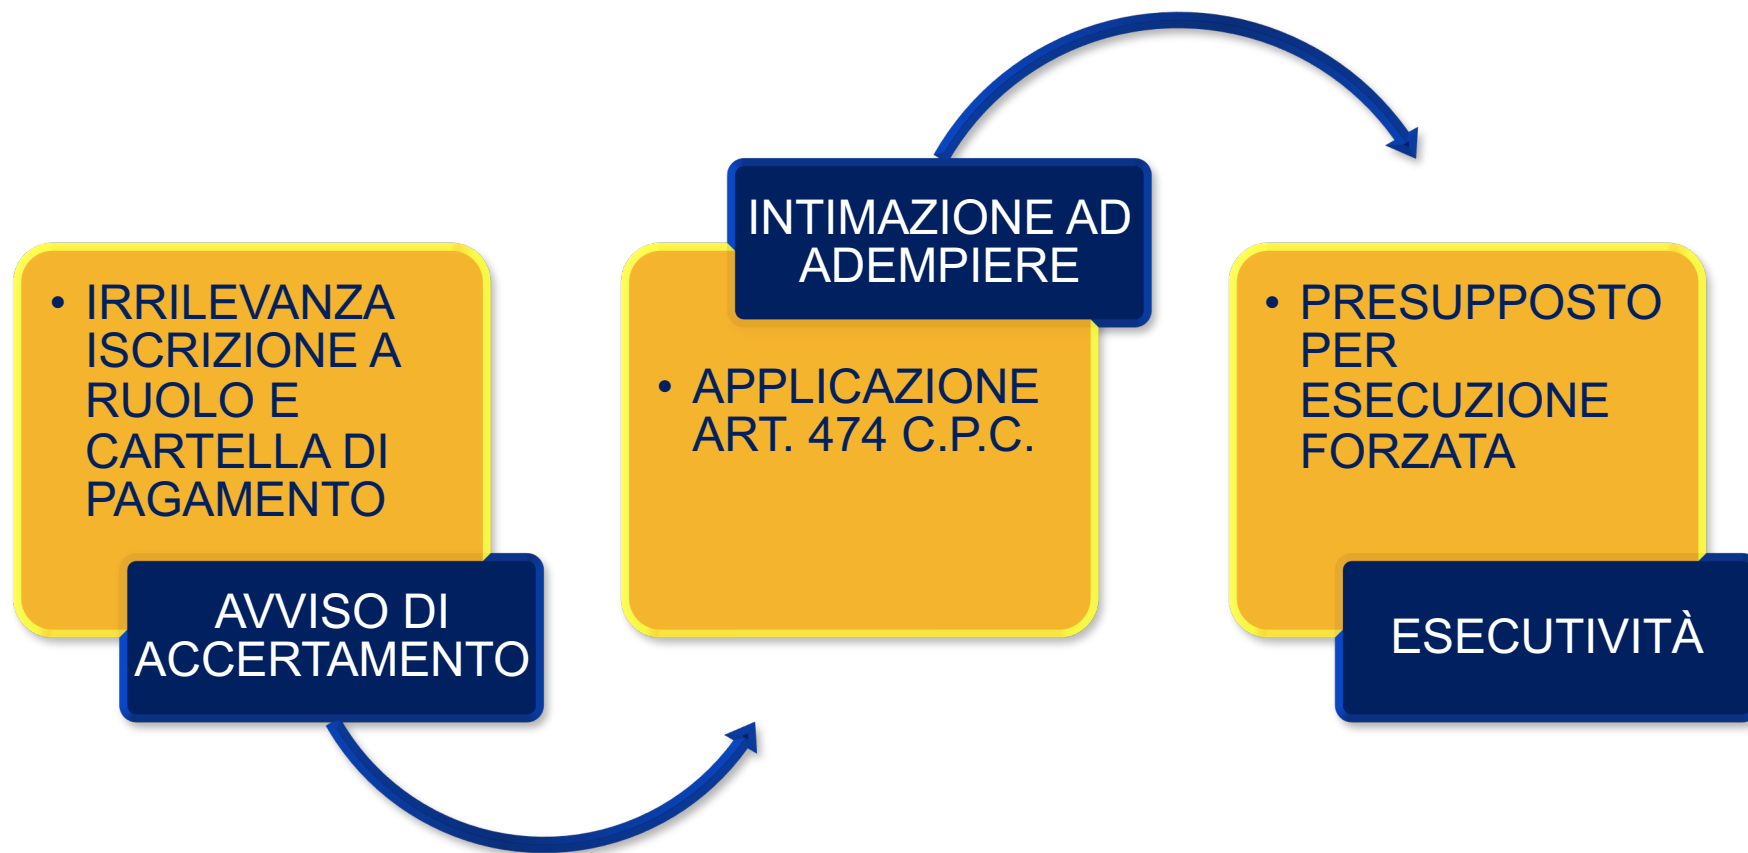 • IRRILEVANZA
ISCRIZIONE A
RUOLO E
CARTELLA DI
PAGAMENTO
AVVISO DI
ACCERTAMENTO
INTIMAZIONE AD
ADEMPIERE
• APPLICAZIONE
ART. 474 C.P.C.
• PRESUPPOSTO
PER
ESECUZIONE
FORZATA
ESECUTIVITÀ